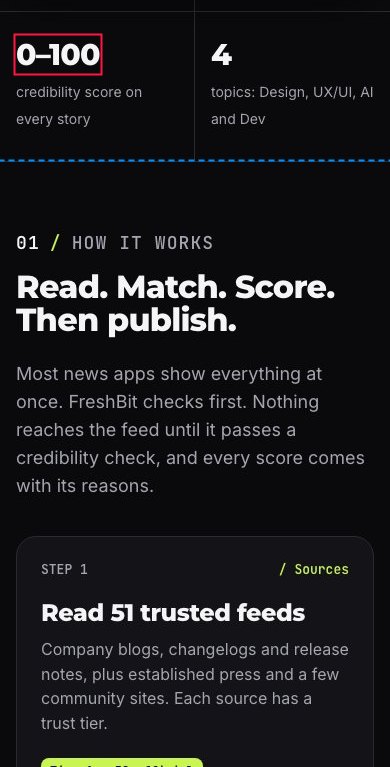 0–100
credibility score on
every story
4
topics: Design, UX/UI, AI
and Dev
01 / HOW IT WORKS
Read. Match. Score.
Then publish.
Most news apps show everything at
once. FreshBit checks first. Nothing
reaches the feed until it passes a
credibility check, and every score comes
with its reasons.
STEP 1
/ Sources
Read 51 trusted feeds
Company blogs, changelogs and release
notes, plus established press and a few
community sites. Each source has a
trust tier.